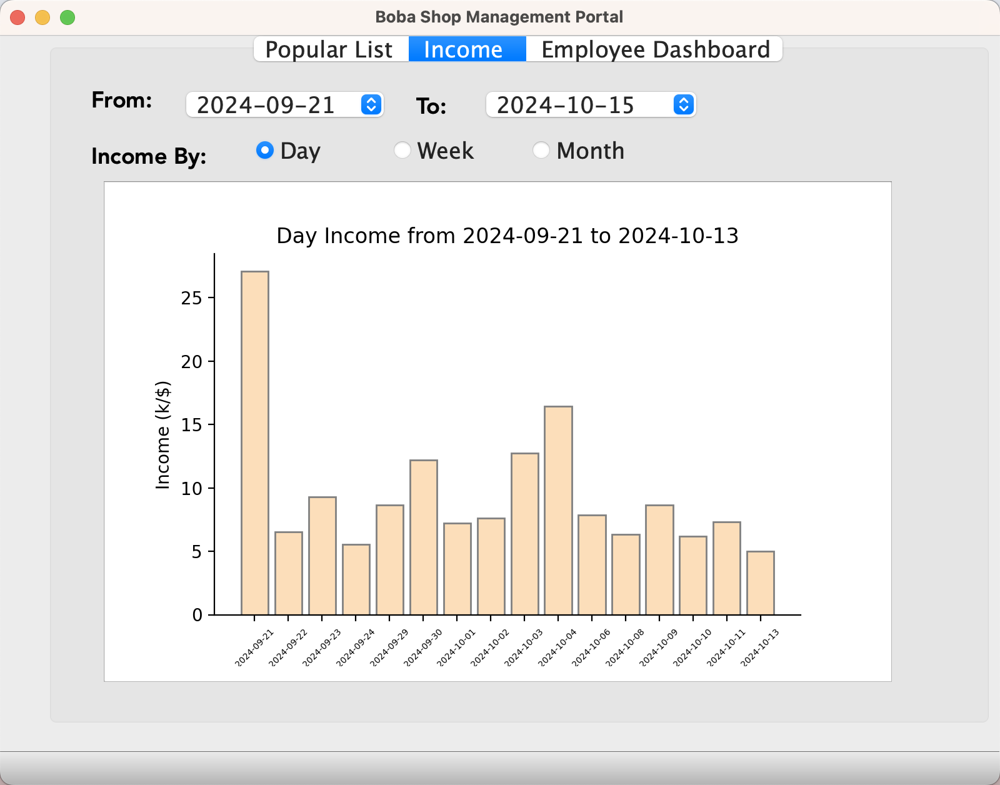 Boba Shop Management Portal
Popular List Income Employee Dashboard
From: 2024-09-21 To: 2024-10-15
Income By: Day Week Month
Day Income from 2024-09-21 to 2024-10-13
Income (k/$)
25
20
15
10
5
0
2024-09-21 2024-09-22 2024-09-23 2024-09-24 2024-09-29 2024-09-30 2024-10-01 2024-10-02 2024-10-03 2024-10-04 2024-10-06 2024-10-08 2024-10-09 2024-10-10 2024-10-11 2024-10-13